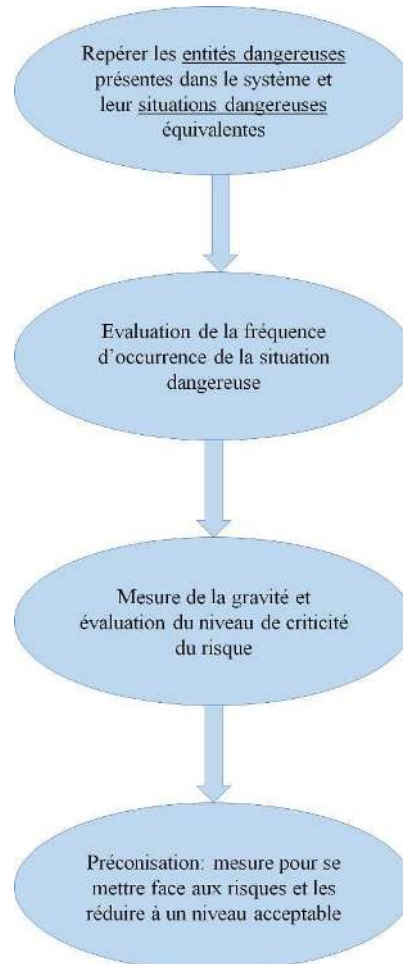 Repérer les entités dangereuses
présentes dans le système et
leur situations dangereuses
équivalentes
Evaluation de la fréquence
d'occurrence de la situation
dangereuse
Mesure de la gravité et
évaluation du niveau de criticité
du risque
Préconisation: mesure pour se
mettre face aux risques et les
réduire à un niveau acceptable